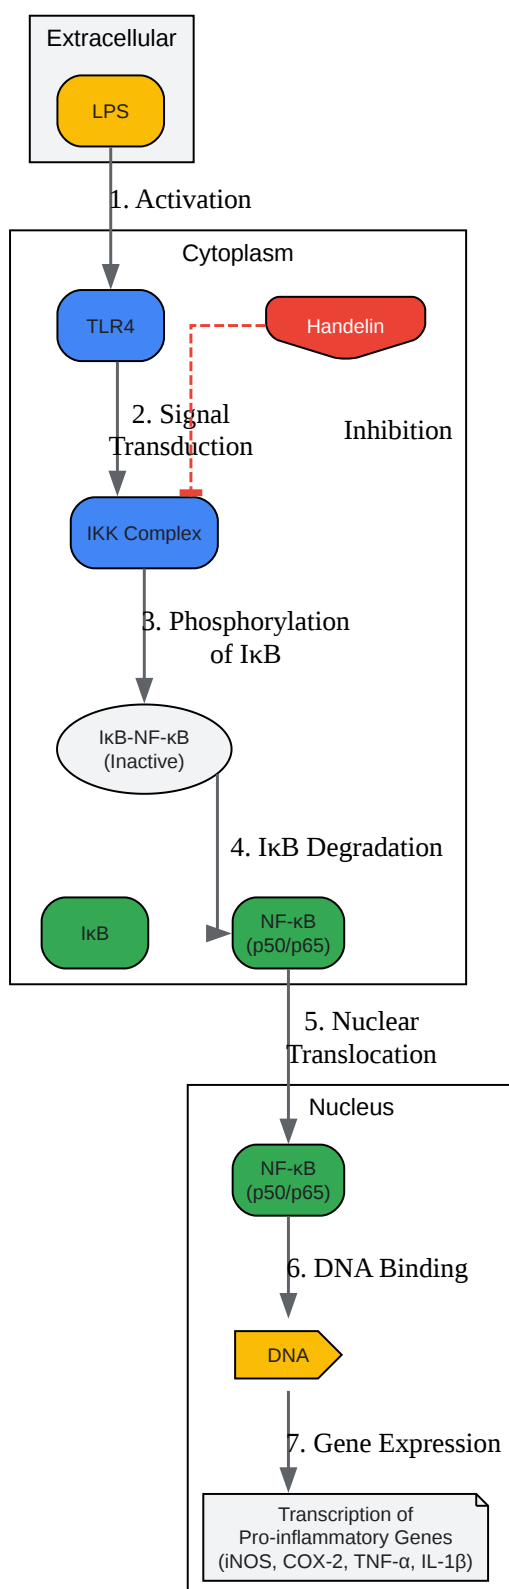 Extracellular
LPS
1. Activation
Cytoplasm
TLR4
Handelin
2. Signal
Transduction
Inhibition
IKK Complex
3. Phosphorylation
of IκB
IκB-NF-κB
(Inactive)
4. IκB Degradation
IκB
NF-κB
(p50/p65)
5. Nuclear
Translocation
Nucleus
NF-κB
(p50/p65)
6. DNA Binding
DNA
7. Gene Expression
Transcription of
Pro-inflammatory Genes
(iNOS, COX-2, TNF-α, IL-1β)